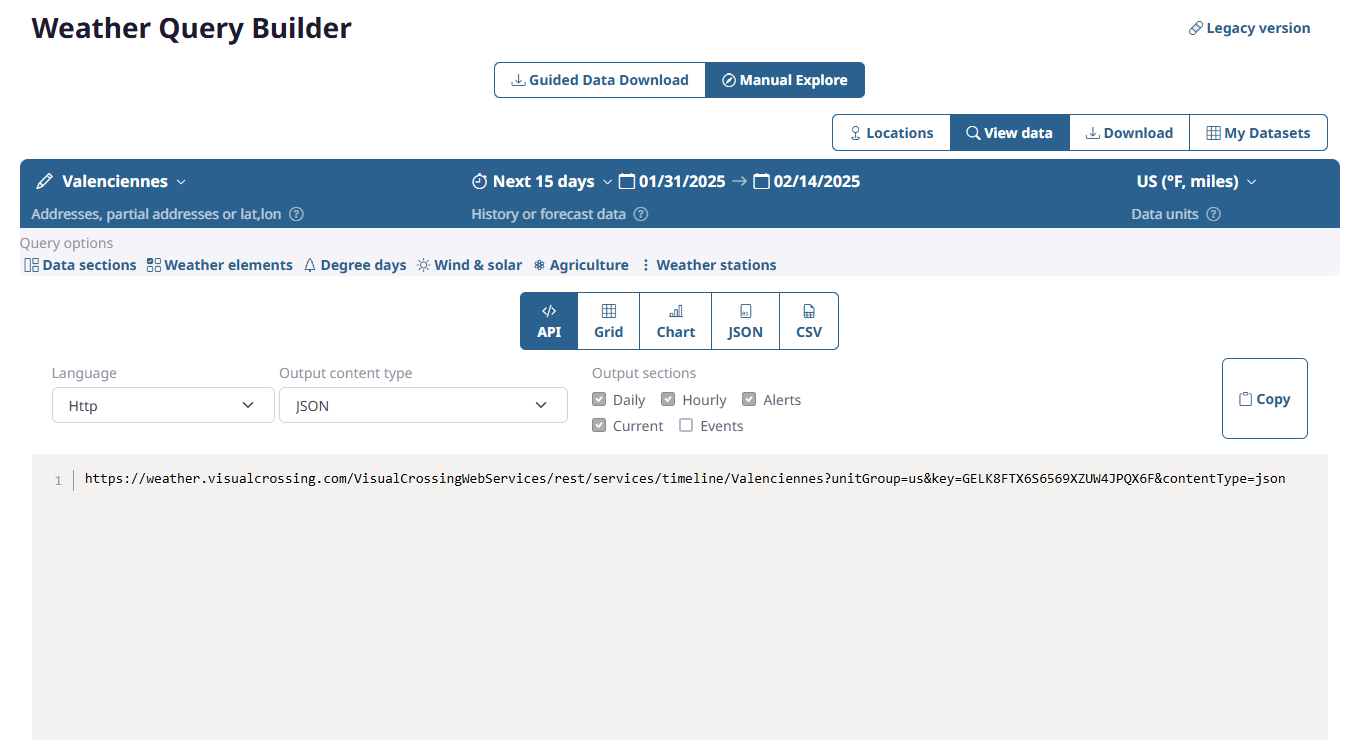 Weather Query Builder
Legacy version
Guided Data Download Manual Explore
Locations View data Download My Datasets
Valenciennes Next 15 days 01/31/2025 → 02/14/2025 US (°F, miles)
Addresses, partial addresses or lat,lon ? History or forecast data ? Data units ?
Query options
Data sections Weather elements Degree days Wind & solar Agriculture Weather stations
API Grid Chart JSON CSV
Language Output content type Output sections
Http JSON Daily Hourly Alerts
Current Events
Copy
1 https://weather.visualcrossing.com/VisualCrossingWebServices/rest/services/timeline/Valenciennes?unitGroup=us&key=GELK8FTX6S6569XZUW4JPQX6F&contentType=json